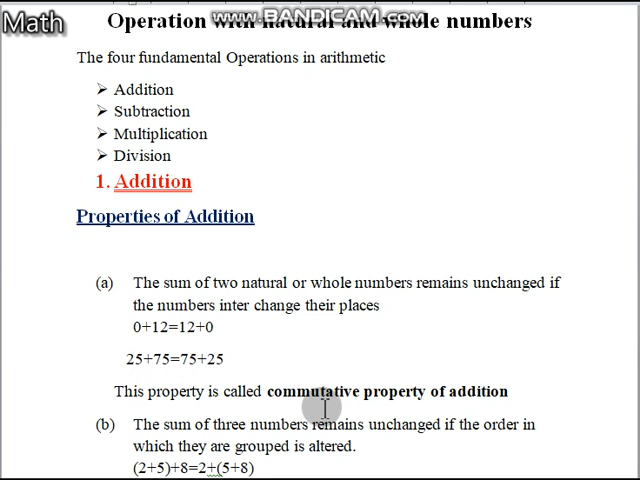 Math
Operation with natural and whole numbers
www.BANDICAM.com
The four fundamental Operations in arithmetic
➢ Addition
➢ Subtraction
➢ Multiplication
➢ Division
1. Addition
Properties of Addition
(a) The sum of two natural or whole numbers remains unchanged if
the numbers inter change their places
0+12=12+0
25+75=75+25
This property is called commutative property of addition
(b) The sum of three numbers remains unchanged if the order in
which they are grouped is altered.
(2+5)+8=2+(5+8)